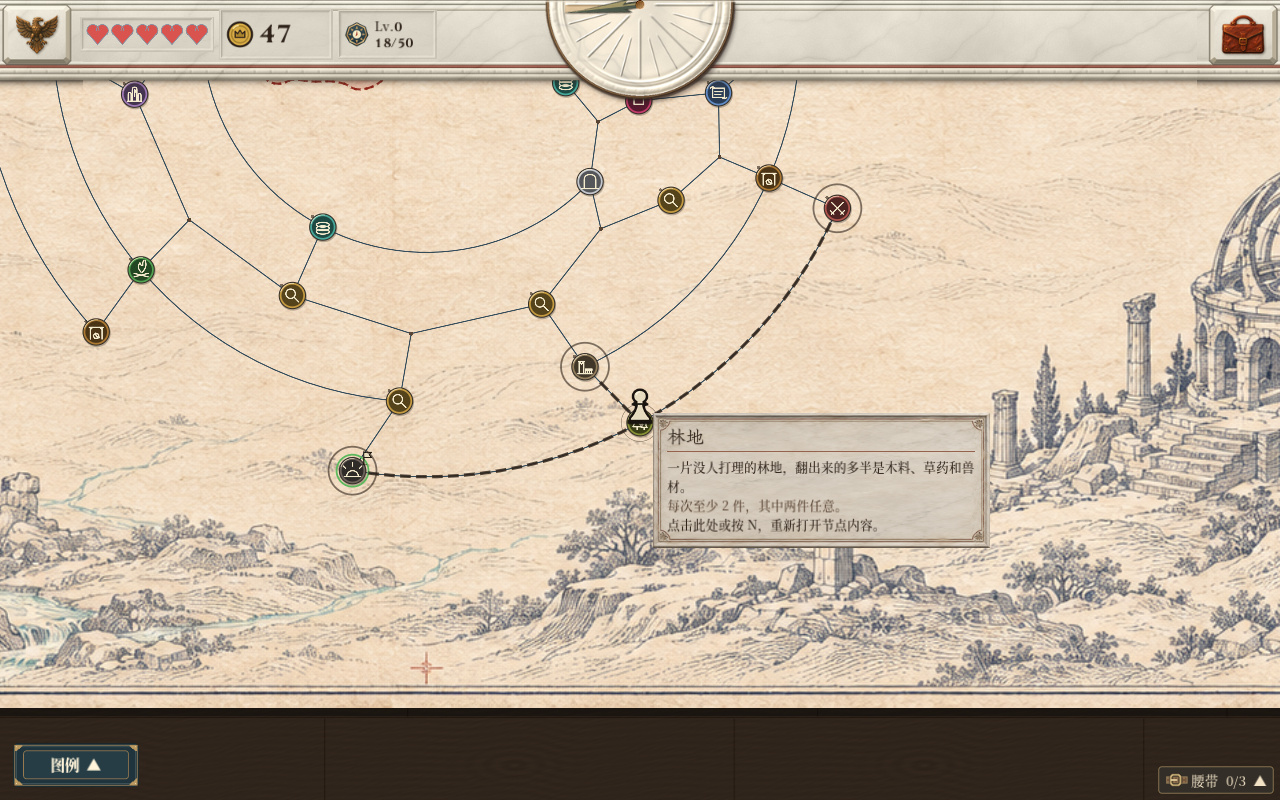 47
Lv.0
18/50
林地
一片没人打理的林地，翻出来的多半是木料、草药和兽
材。
每次至少 2 件，其中两件任意。
点击此处或按 N，重新打开节点内容。
图例 ▲
腰带 0/3 ▲